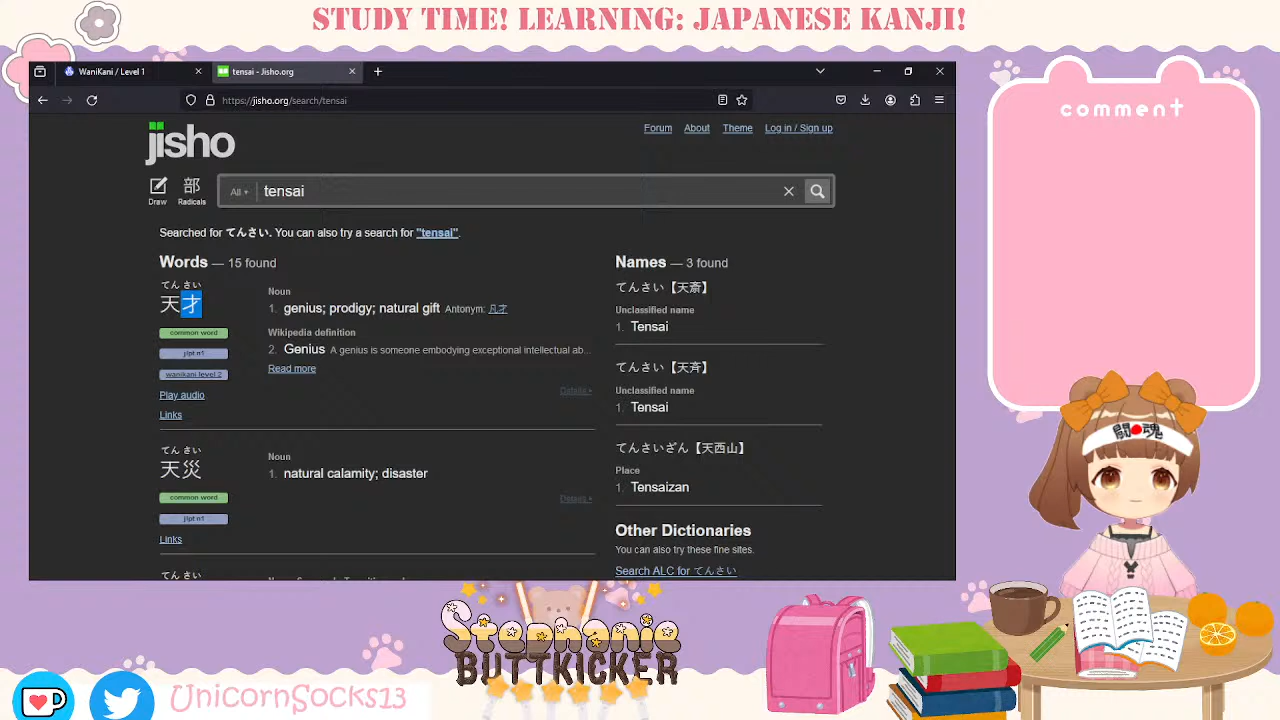 STUDY TIME! LEARNING: JAPANESE KANJI!
WaniKani / Level 1
tensai - Jisho.org
https://jisho.org/search/tensai
jisho
Forum About Theme Log in / Sign up
Draw
部
Radicals
All
tensai
Searched for てんさい. You can also try a search for "tensai".
Words — 15 found
てん さい
天才
common word
jlpt n1
wanikani level 2
Play audio
Links
Noun
1. genius; prodigy; natural gift Antonym: 凡才
Wikipedia definition
2. Genius A genius is someone embodying exceptional intellectual ab...
Read more
Details
てん さい
天災
common word
jlpt n1
Links
Noun
1. natural calamity; disaster
Details
てん さい
Names — 3 found
てんさい【天斎】
Unclassified name
1. Tensai
てんさい【天斉】
Unclassified name
1. Tensai
てんさいざん【天西山】
Place
1. Tensaizan
Other Dictionaries
You can also try these fine sites.
Search ALC for てんさい
comment
闘魂
BUTTKICKER
UnicornSocks13